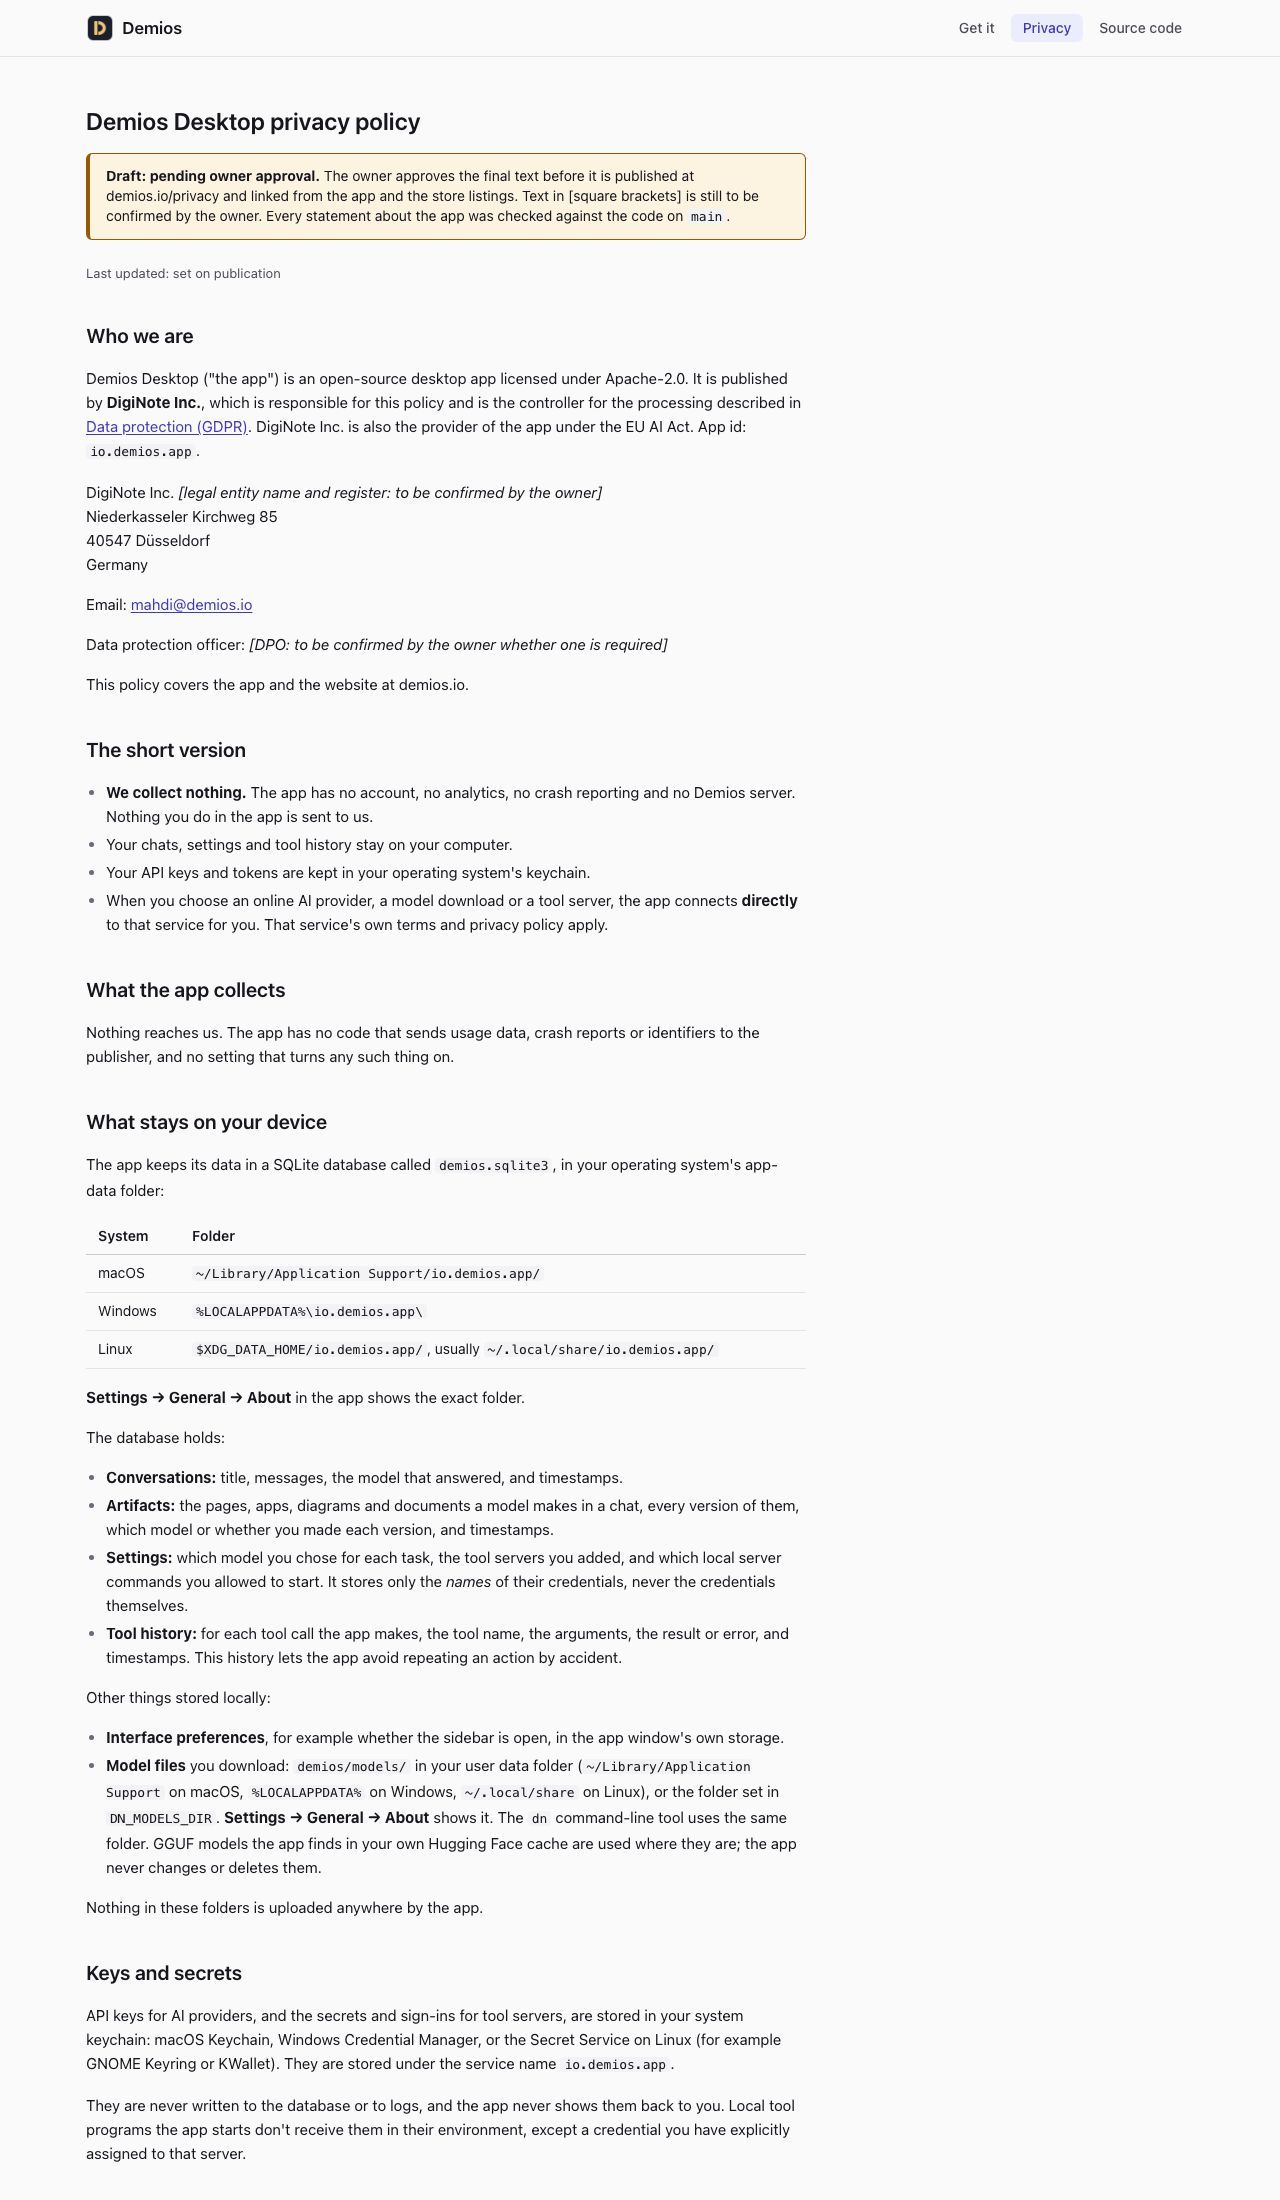 Demios
Get it
Privacy
Source code
Demios Desktop privacy policy
Draft: pending owner approval. The owner approves the final text before it is published at
demios.io/privacy and linked from the app and the store listings. Text in [square brackets] is still to be
confirmed by the owner. Every statement about the app was checked against the code on main.
Last updated: set on publication
Who we are
Demios Desktop ("the app") is an open-source desktop app licensed under Apache-2.0. It is published
by DigiNote Inc., which is responsible for this policy and is the controller for the processing described in
Data protection (GDPR). DigiNote Inc. is also the provider of the app under the EU AI Act. App id:
io.demios.app.
DigiNote Inc. [legal entity name and register: to be confirmed by the owner]
Niederkasseler Kirchweg 85
40547 Düsseldorf
Germany
Email: mahdi@demios.io
Data protection officer: [DPO: to be confirmed by the owner whether one is required]
This policy covers the app and the website at demios.io.
The short version
• We collect nothing. The app has no account, no analytics, no crash reporting and no Demios server.
Nothing you do in the app is sent to us.
• Your chats, settings and tool history stay on your computer.
• Your API keys and tokens are kept in your operating system's keychain.
• When you choose an online AI provider, a model download or a tool server, the app connects directly
to that service for you. That service's own terms and privacy policy apply.
What the app collects
Nothing reaches us. The app has no code that sends usage data, crash reports or identifiers to the
publisher, and no setting that turns any such thing on.
What stays on your device
The app keeps its data in a SQLite database called demios.sqlite3, in your operating system's app-
data folder:
System Folder
macOS ~/Library/Application Support/io.demios.app/
Windows %LOCALAPPDATA%\io.demios.app\
Linux $XDG_DATA_HOME/io.demios.app/, usually ~/.local/share/io.demios.app/
Settings → General → About in the app shows the exact folder.
The database holds:
• Conversations: title, messages, the model that answered, and timestamps.
• Artifacts: the pages, apps, diagrams and documents a model makes in a chat, every version of them,
which model or whether you made each version, and timestamps.
• Settings: which model you chose for each task, the tool servers you added, and which local server
commands you allowed to start. It stores only the names of their credentials, never the credentials
themselves.
• Tool history: for each tool call the app makes, the tool name, the arguments, the result or error, and
timestamps. This history lets the app avoid repeating an action by accident.
Other things stored locally:
• Interface preferences, for example whether the sidebar is open, in the app window's own storage.
• Model files you download: demios/models/ in your user data folder (~/Library/Application
Support on macOS, %LOCALAPPDATA% on Windows, ~/.local/share on Linux), or the folder set in
DN_MODELS_DIR. Settings → General → About shows it. The dn command-line tool uses the same
folder. GGUF models the app finds in your own Hugging Face cache are used where they are; the app
never changes or deletes them.
Nothing in these folders is uploaded anywhere by the app.
Keys and secrets
API keys for AI providers, and the secrets and sign-ins for tool servers, are stored in your system
keychain: macOS Keychain, Windows Credential Manager, or the Secret Service on Linux (for example
GNOME Keyring or KWallet). They are stored under the service name io.demios.app.
They are never written to the database or to logs, and the app never shows them back to you. Local tool
programs the app starts don't receive them in their environment, except a credential you have explicitly
assigned to that server.